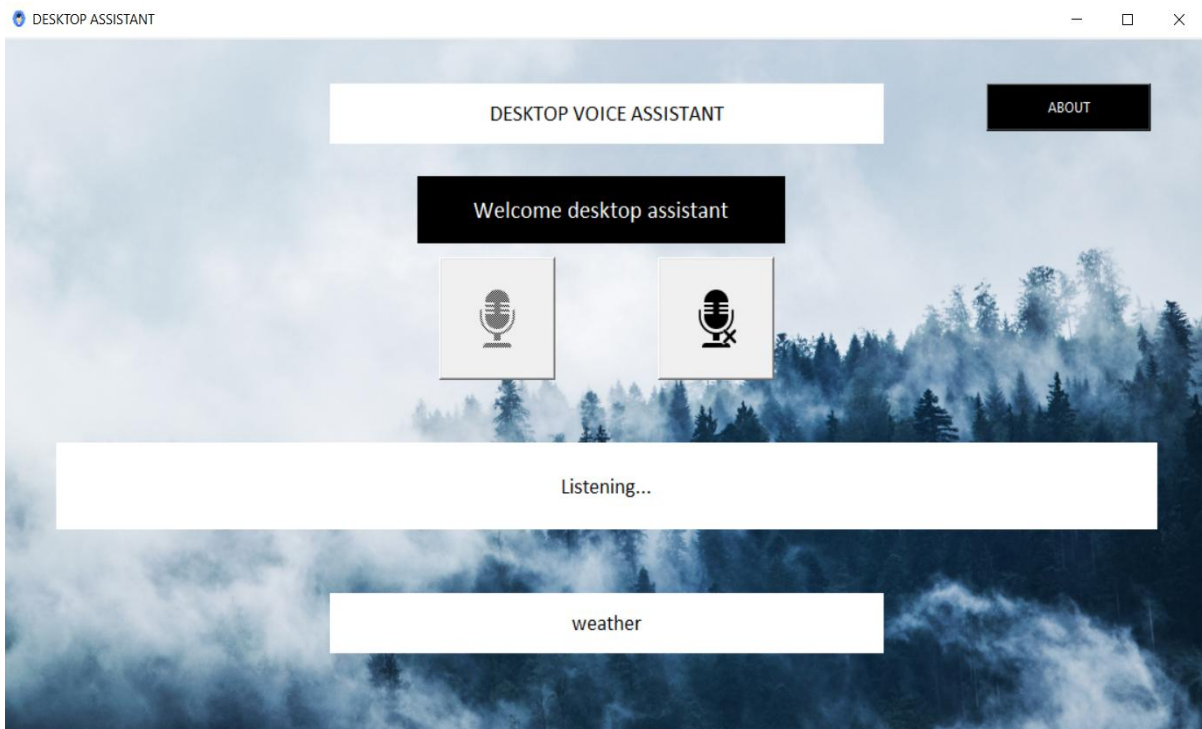 DESKTOP ASSISTANT
DESKTOP VOICE ASSISTANT
ABOUT
Welcome desktop assistant
Listening...
weather